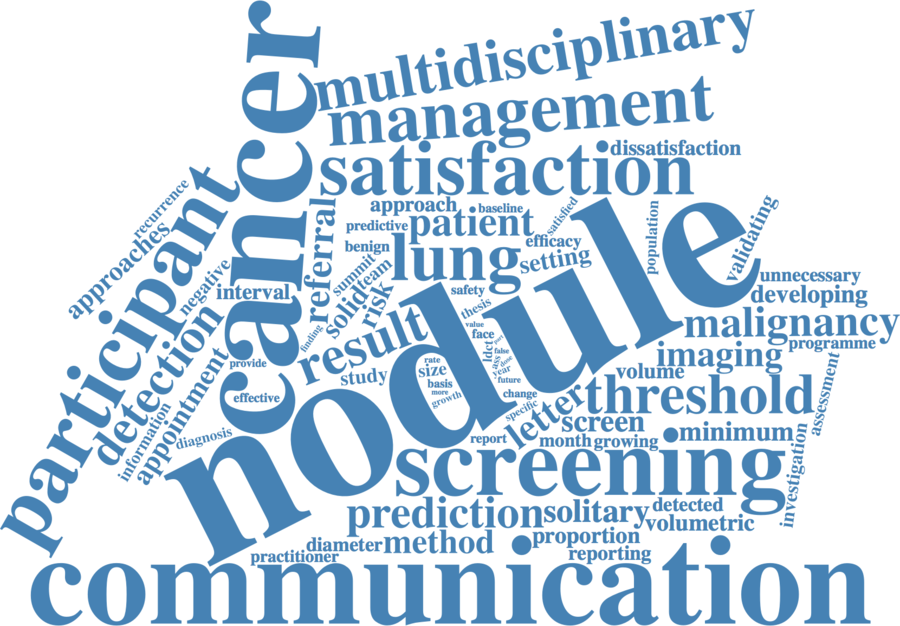 cancer
multidisciplinary
management
satisfaction
dissatisfaction
recurrence
approaches
participant
negative
interval
referral
approach
baseline
satisfied
predictive
patient
benign
lung
efficacy
setting
population
validating
summit
team
solid
risk
safety
unnecessary
developing
malignancy
programme
thesis
value
face
finding
result
nodule
detection
appointment
information
diagnosis
provide
effective
study
rate
size
basis
more
growth
ldct
false
year
future
change
specific
letter
imaging
volume
threshold
assessment
screen
minimum
month
growing
report
screening
investigation
prediction
solitary
detected
volumetric
proportion
reporting
method
diameter
practitioner
communication